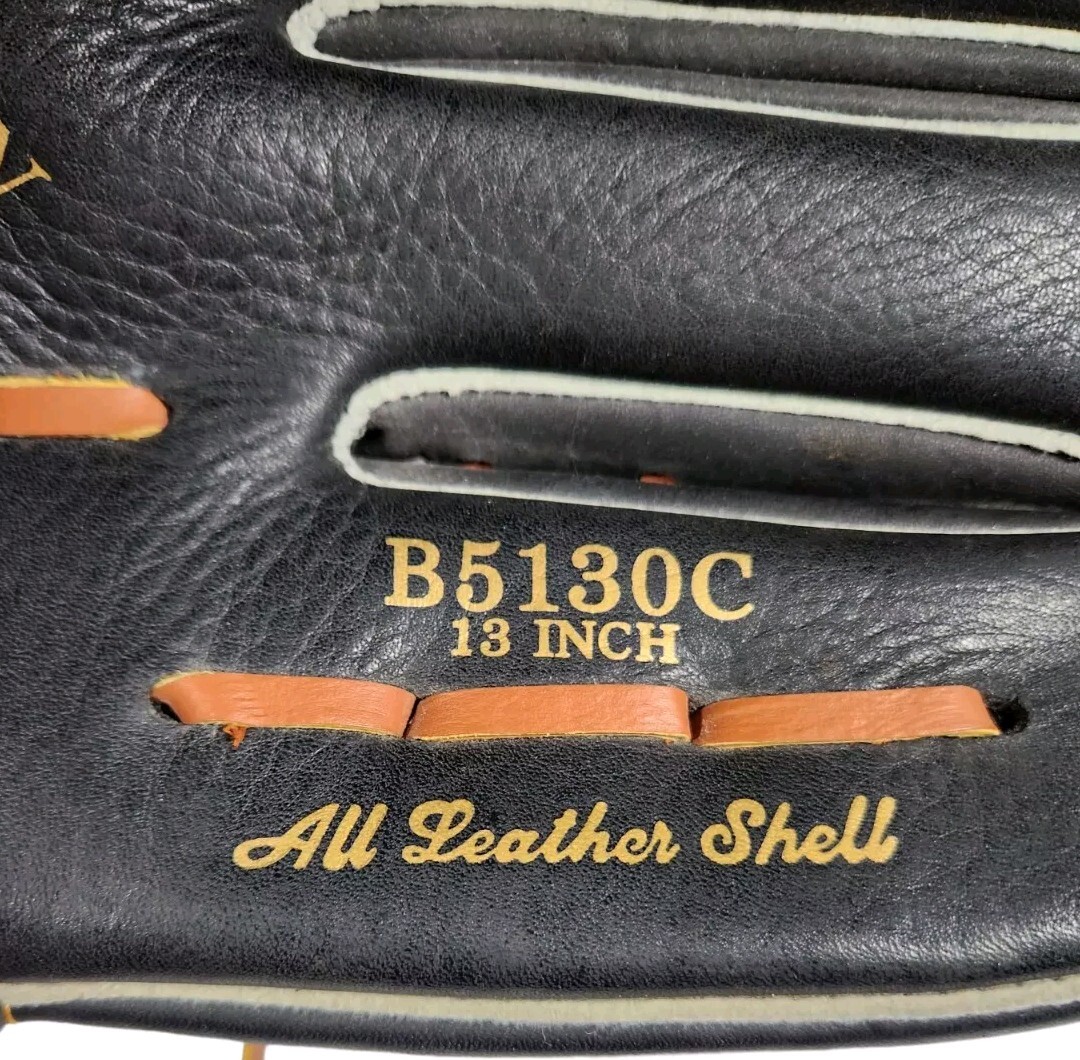 B5130C
13 INCH
All Leather Shell